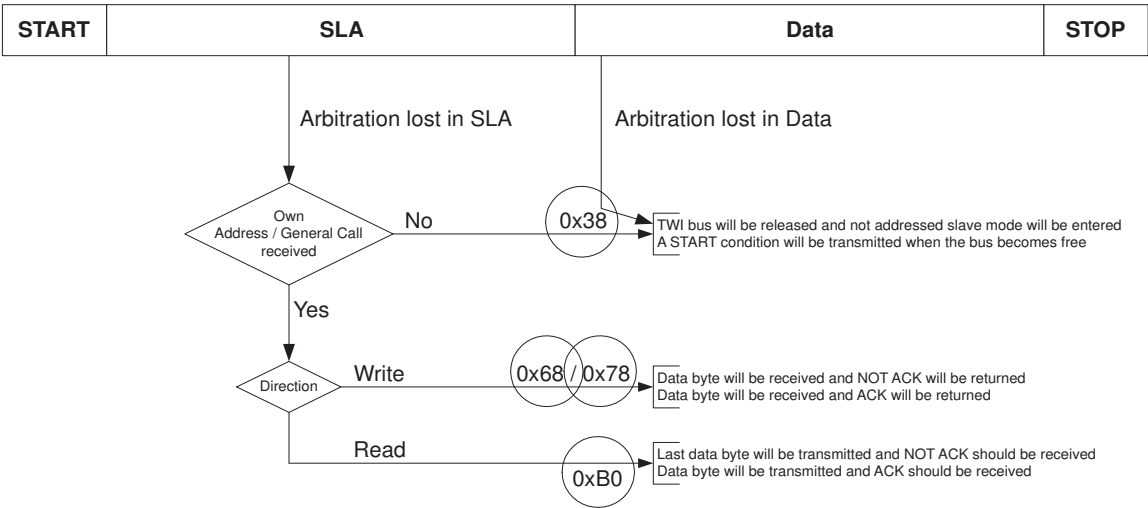 START SLA Data STOP
Arbitration lost in SLA Arbitration lost in Data
Own
Address / General Call
received
No
0x38
TWI bus will be released and not addressed slave mode will be entered
A START condition will be transmitted when the bus becomes free
Yes
Direction
Write
0x68 / 0x78
Data byte will be received and NOT ACK will be returned
Data byte will be received and ACK will be returned
Read
0xB0
Last data byte will be transmitted and NOT ACK should be received
Data byte will be transmitted and ACK should be received